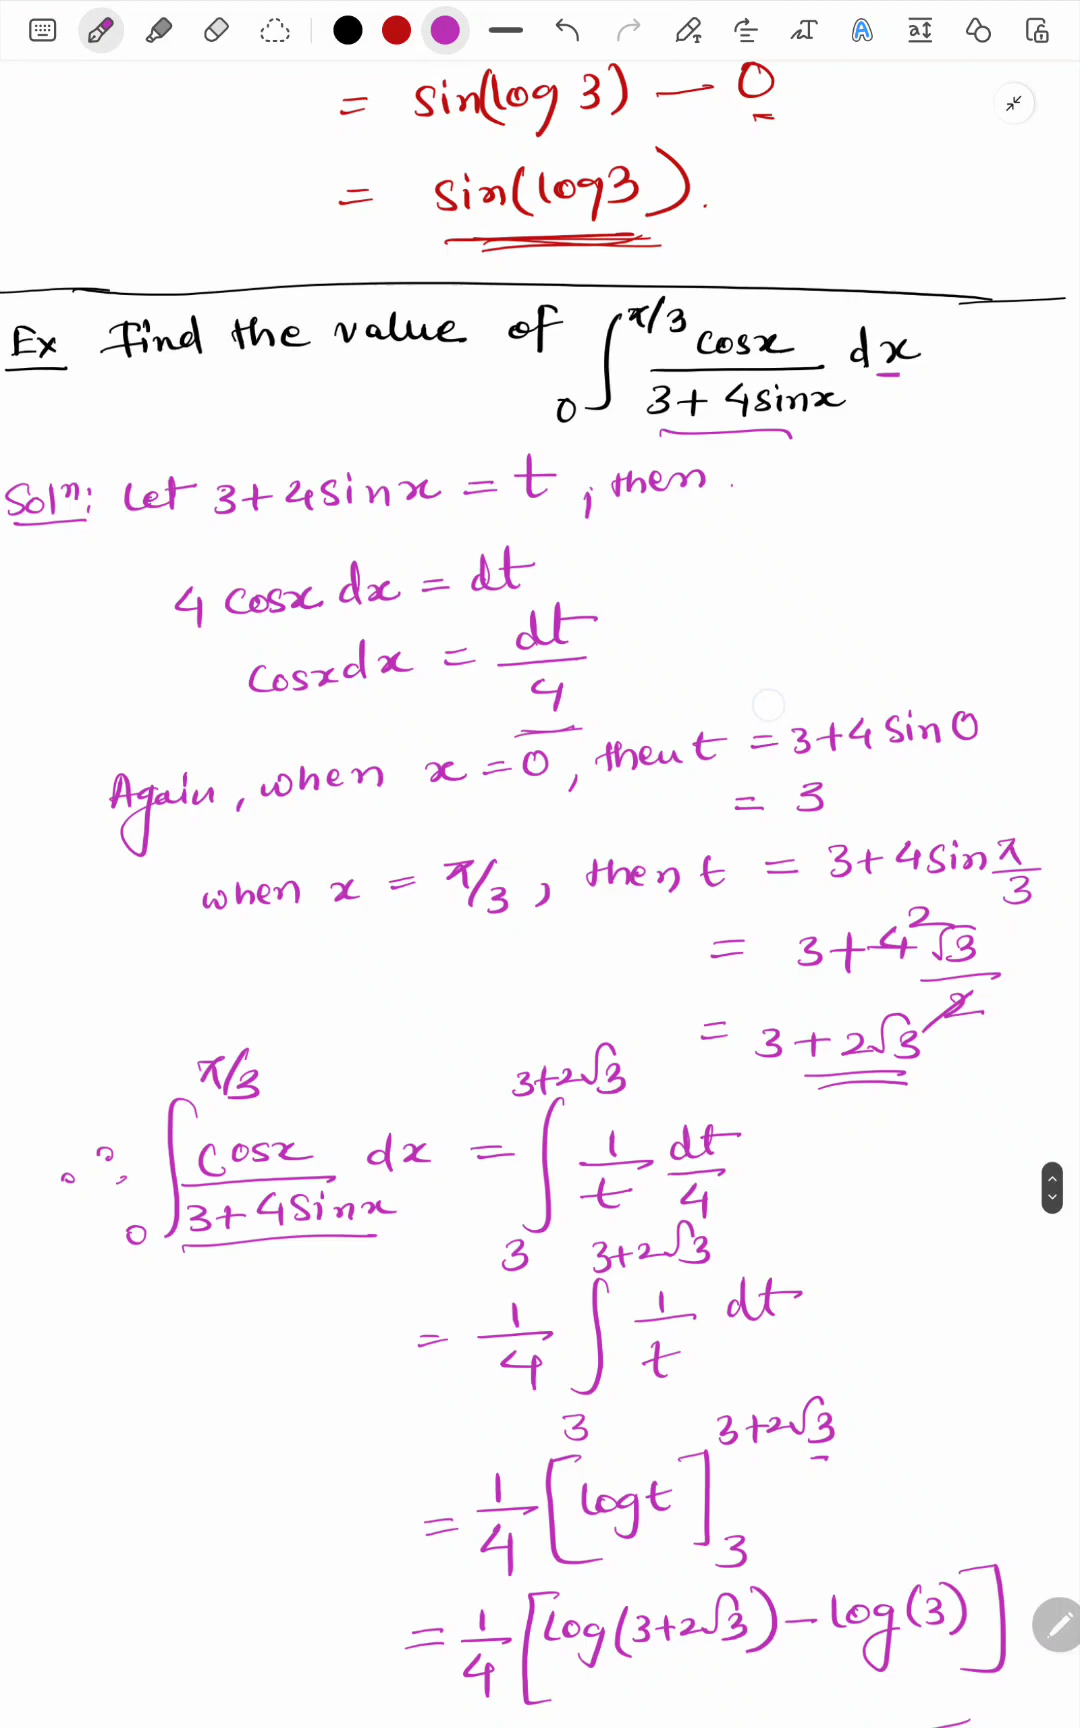 = sin(log 3) — 0
= sin(log3).
Ex Find the value of ∫₀^(π/3) cosx/(3+4sinx) dx
Solⁿ: Let 3+4sinx = t, then.
4 cosx dx = dt
cosxdx = dt/4
Again, when x = 0, then t = 3+4 sin 0
= 3
when x = π/3, then t = 3+4sin π/3
= 3+4² √3/2
= 3+2√3
∴ ∫₀^(π/3) cosx/(3+4sinx) dx = ∫₃^(3+2√3) 1/t dt/4
= 1/4 ∫₃^(3+2√3) 1/t dt
= 1/4 [logt]₃^(3+2√3)
= 1/4 [log(3+2√3) – log(3)]